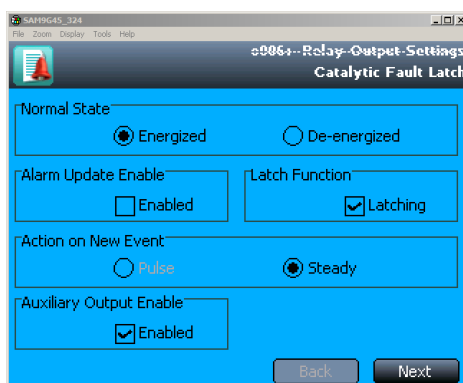 SAM9G45_324
File Zoom Display Tools Help
Relay Output Settings
Catalytic Fault Latch
Normal State
Energized
De-energized
Alarm Update Enable
Latch Function
Enabled
Latching
Action on New Event
Pulse
Steady
Auxiliary Output Enable
Enabled
Back
Next